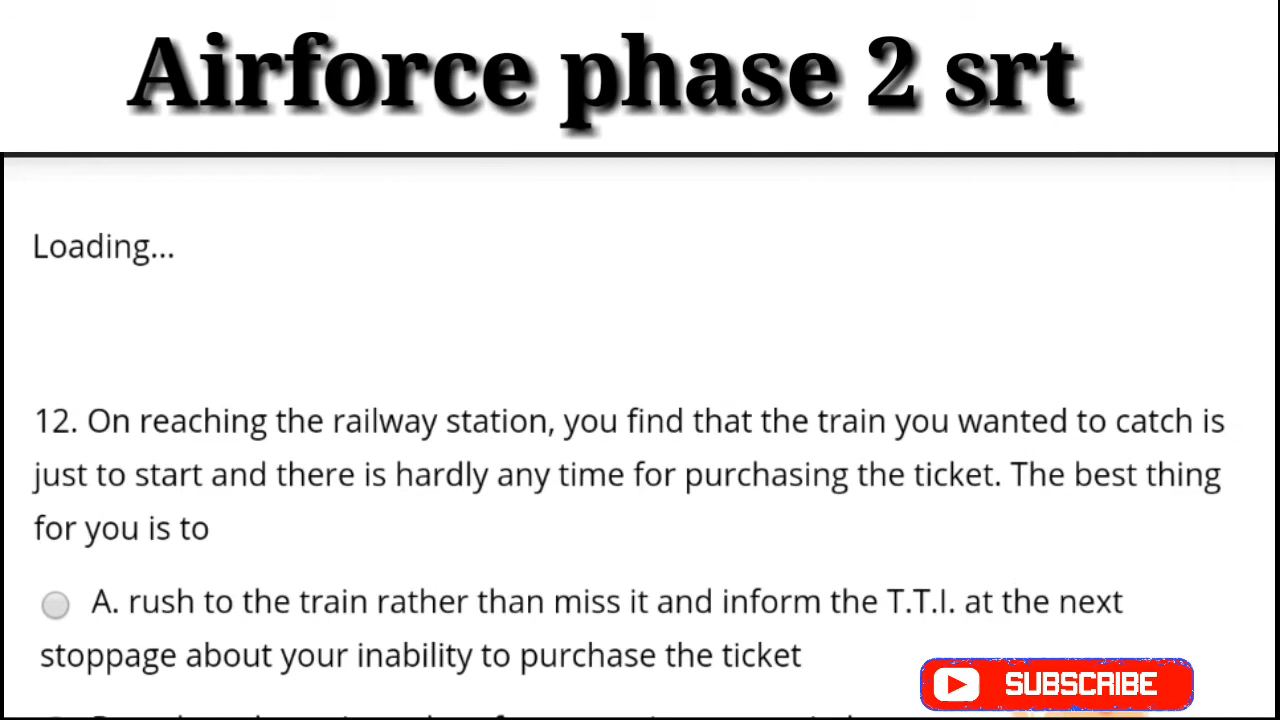 Airforce phase 2 srt
Loading...
12. On reaching the railway station, you find that the train you wanted to catch is
just to start and there is hardly any time for purchasing the ticket. The best thing
for you is to
A. rush to the train rather than miss it and inform the T.T.I. at the next
stoppage about your inability to purchase the ticket
SUBSCRIBE